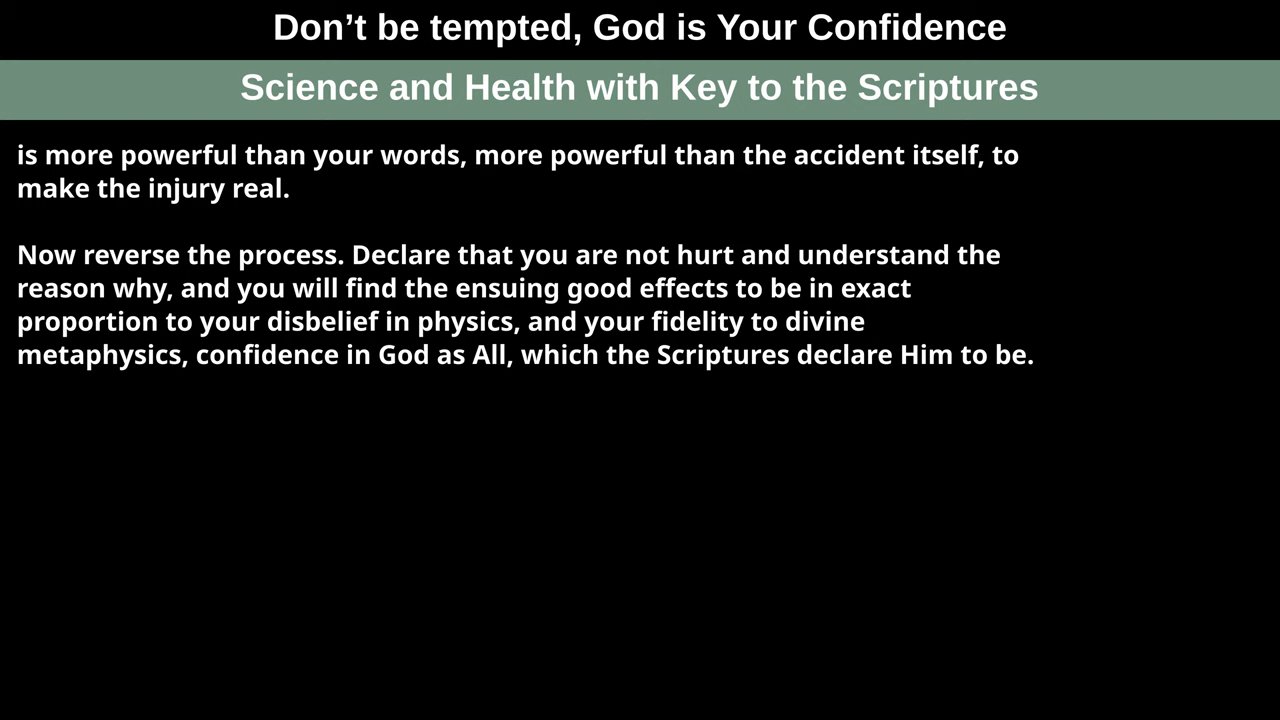 Don’t be tempted, God is Your Confidence
Science and Health with Key to the Scriptures
is more powerful than your words, more powerful than the accident itself, to
make the injury real.
Now reverse the process. Declare that you are not hurt and understand the
reason why, and you will find the ensuing good effects to be in exact
proportion to your disbelief in physics, and your fidelity to divine
metaphysics, confidence in God as All, which the Scriptures declare Him to be.